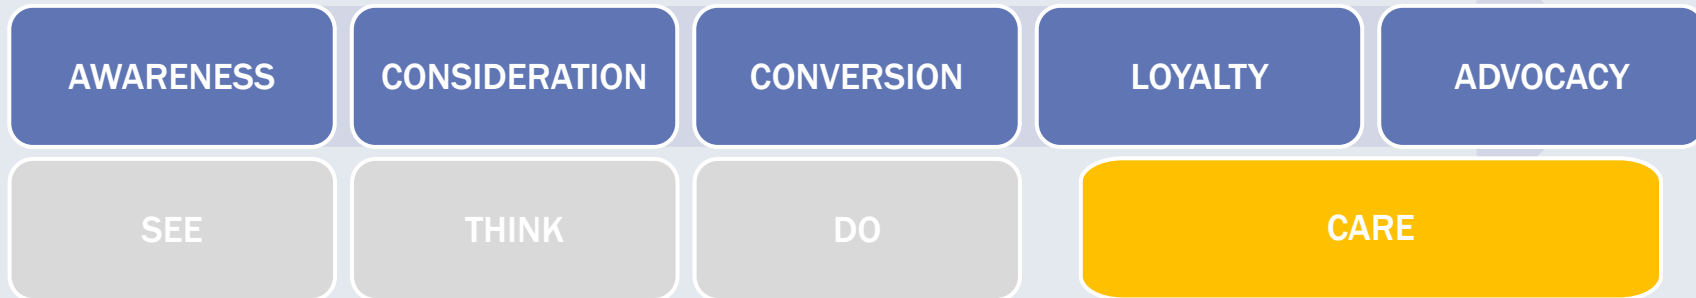 AWARENESS
CONSIDERATION
CONVERSION
LOYALTY
ADVOCACY
SEE
THINK
DO
CARE